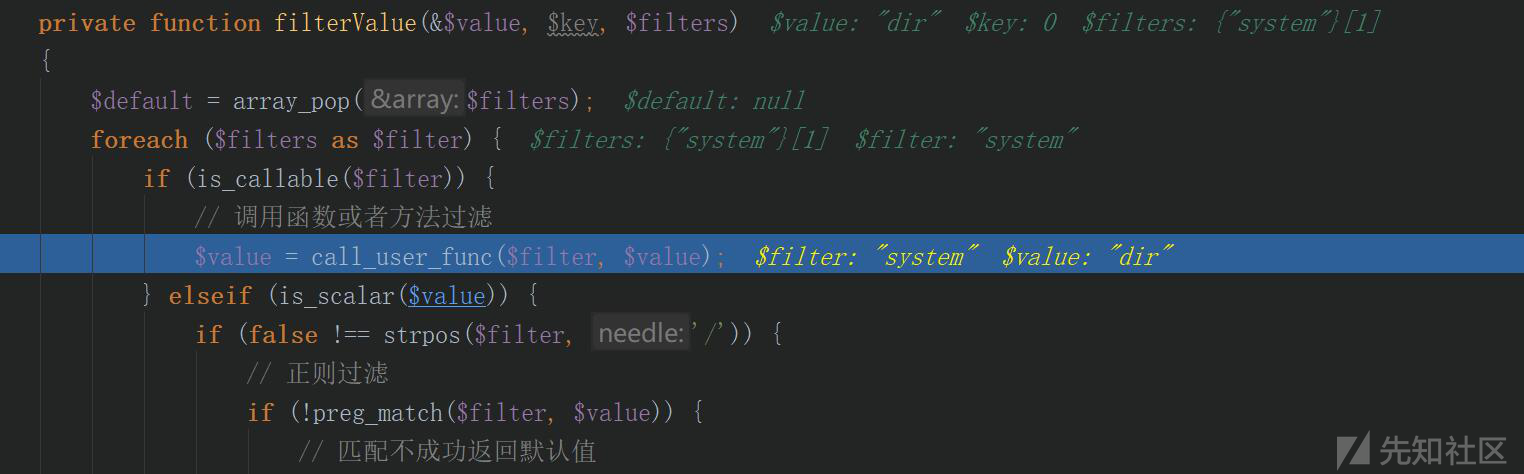 private function filterValue(&$value, $key, $filters)  $value: "dir"  $key: 0  $filters: {"system"}[1]
{
$default = array_pop( &array: $filters);  $default: null
foreach ($filters as $filter) {  $filters: {"system"}[1]  $filter: "system"
if (is_callable($filter)) {
// 调用函数或者方法过滤
$value = call_user_func($filter, $value);  $filter: "system"  $value: "dir"
} elseif (is_scalar($value)) {
if (false !== strpos($filter, needle: '/')) {
// 正则过滤
if (!preg_match($filter, $value)) {
// 匹配不成功返回默认值
先知社区